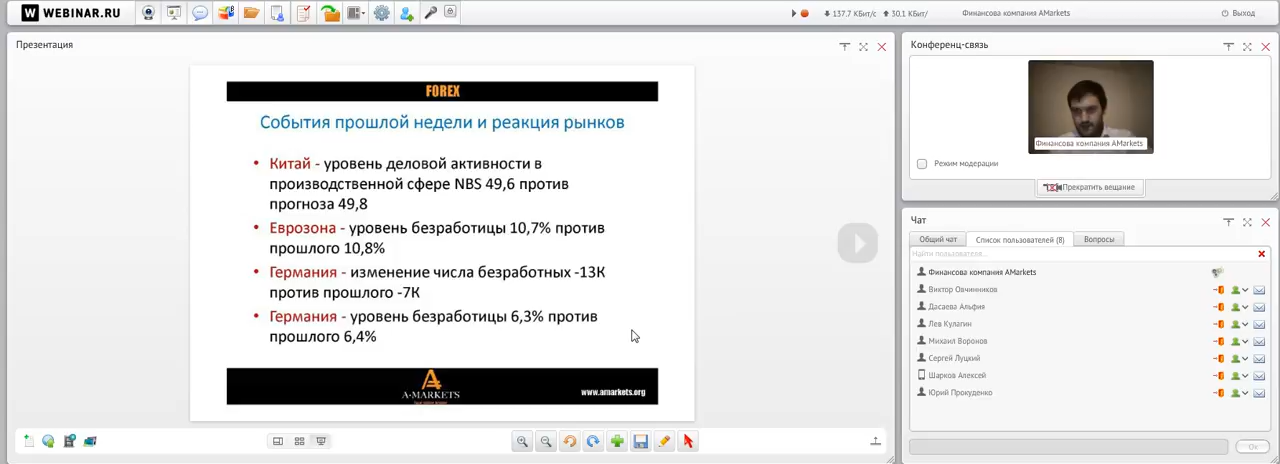 WEBINAR.RU
137.7 КБит/с 30.1 КБит/
Финансова компания AMarkets
Выход
Презентация
FOREX
События прошлой недели и реакция рынков
• Китай - уровень деловой активности в
производственной сфере NBS 49,6 против
прогноза 49,8
• Еврозона - уровень безработицы 10,7% против
прошлого 10,8%
• Германия - изменение числа безработных -13К
против прошлого -7К
• Германия - уровень безработицы 6,3% против
прошлого 6,4%
A-MARKETS
www.amarkets.org
Конференц-связь
Финансова компания AMarkets
Режим модерации
Прекратить вещание
Чат
Общий чат
Список пользователей (8)
Вопросы
Найти пользователя...
Финансова компания AMarkets
Виктор Овчинников
Дасаева Альфия
Лев Кулагин
Михаил Воронов
Сергей Луцкий
Шарков Алексей
Юрий Прокуденко
Ок